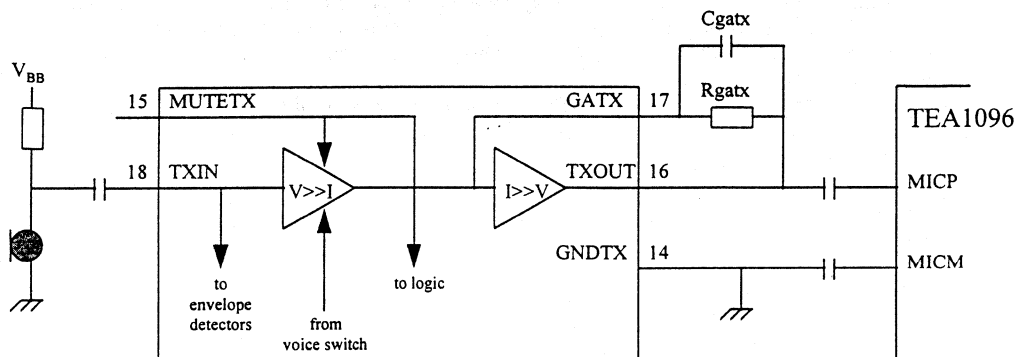 Cgatx
V_BB
15 MUTETX
GATX 17
Rgatx
TEA1096
18 TXIN
V>>I
I>>V
TXOUT 16
MICP
GNDTX 14
MICM
to
envelope
detectors
from
voice switch
to logic